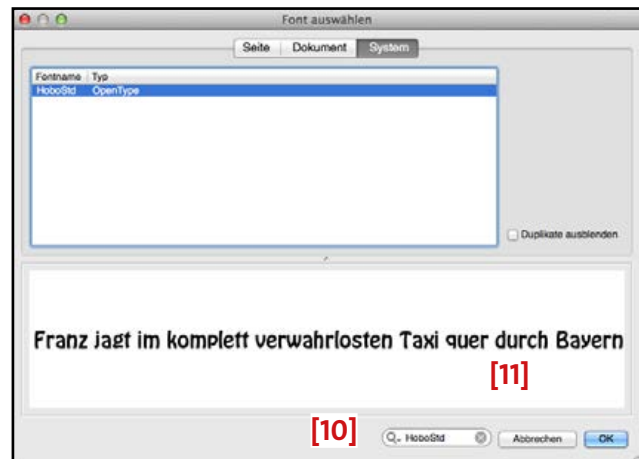 Font auswählen
Seite Dokument System
Fontname Typ
HoboStd OpenType
Duplikate ausblenden
Franz jagt im komplett verwahrlosten Taxi quer durch Bayern
[11]
[10]
HoboStd Abbrechen OK